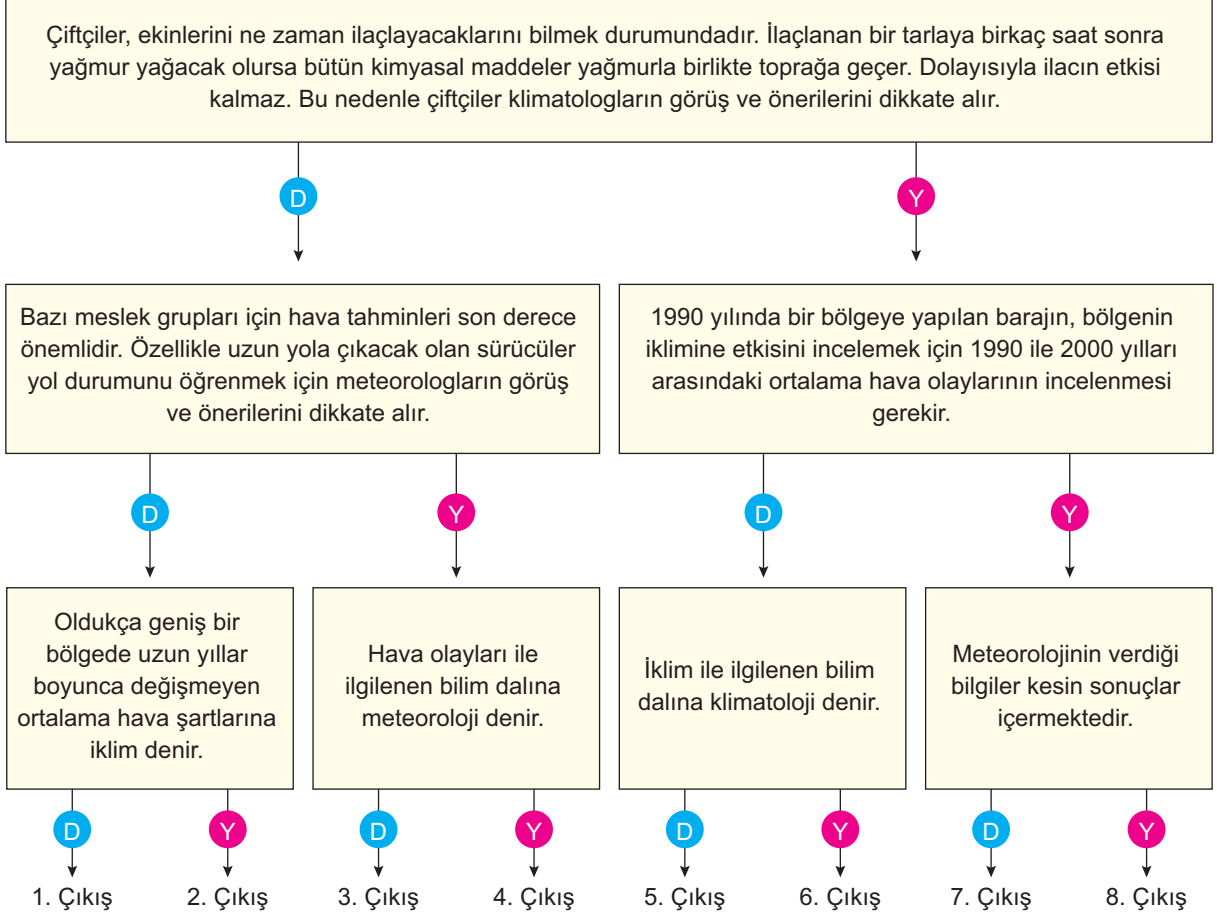 Çiftçiler, ekinlerini ne zaman ilaçlayacaklarını bilmek durumundadır. İlaçlanan bir tarlaya birkaç saat sonra
yağmur yağacak olursa bütün kimyasal maddeler yağmurla birlikte toprağa geçer. Dolayısıyla ilacın etkisi
kalmaz. Bu nedenle çiftçiler klimatologların görüş ve önerilerini dikkate alır.
D
Y
Bazı meslek grupları için hava tahminleri son derece
önemlidir. Özellikle uzun yola çıkacak olan sürücüler
yol durumunu öğrenmek için meteorologların görüş
ve önerilerini dikkate alır.
1990 yılında bir bölgeye yapılan barajın, bölgenin
iklimine etkisini incelemek için 1990 ile 2000 yılları
arasındaki ortalama hava olaylarının incelenmesi
gerekir.
D
Y
D
Y
Oldukça geniş bir
bölgede uzun yıllar
boyunca değişmeyen
ortalama hava şartlarına
iklim denir.
Hava olayları ile
ilgilenen bilim dalına
meteoroloji denir.
İklim ile ilgilenen bilim
dalına klimatoloji denir.
Meteorolojinin verdiği
bilgiler kesin sonuçlar
içermektedir.
D
Y
D
Y
D
Y
D
Y
1. Çıkış
2. Çıkış
3. Çıkış
4. Çıkış
5. Çıkış
6. Çıkış
7. Çıkış
8. Çıkış